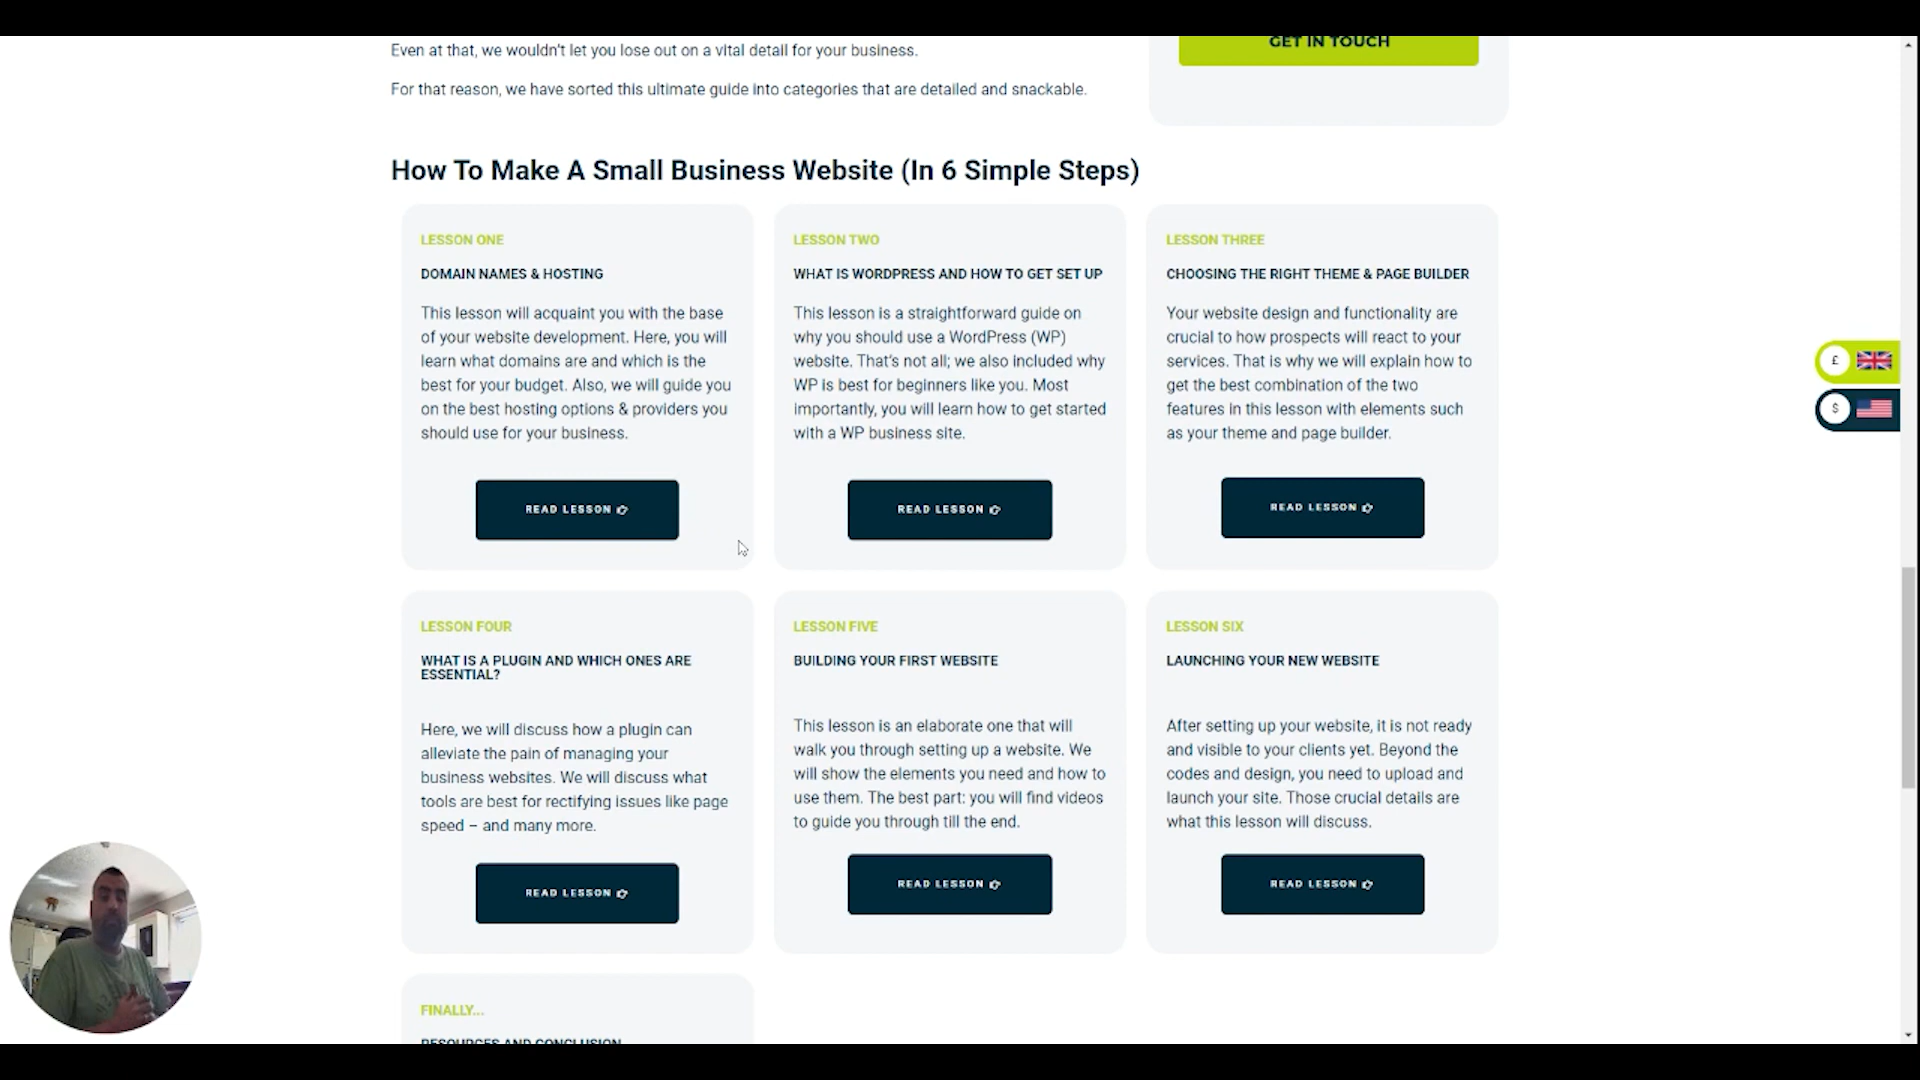 Even at that, we wouldn't let you lose out on a vital detail for your business.
GET IN TOUCH
For that reason, we have sorted this ultimate guide into categories that are detailed and snackable.
How To Make A Small Business Website (In 6 Simple Steps)
LESSON ONE
DOMAIN NAMES & HOSTING
This lesson will acquaint you with the base
of your website development. Here, you will
learn what domains are and which is the
best for your budget. Also, we will guide you
on the best hosting options & providers you
should use for your business.
READ LESSON
LESSON TWO
WHAT IS WORDPRESS AND HOW TO GET SET UP
This lesson is a straightforward guide on
why you should use a WordPress (WP)
website. That's not all; we also included why
WP is best for beginners like you. Most
importantly, you will learn how to get started
with a WP business site.
READ LESSON
LESSON THREE
CHOOSING THE RIGHT THEME & PAGE BUILDER
Your website design and functionality are
crucial to how prospects will react to your
services. That is why we will explain how to
get the best combination of the two
features in this lesson with elements such
as your theme and page builder.
READ LESSON
£
$
LESSON FOUR
WHAT IS A PLUGIN AND WHICH ONES ARE
ESSENTIAL?
Here, we will discuss how a plugin can
alleviate the pain of managing your
business websites. We will discuss what
tools are best for rectifying issues like page
speed – and many more.
READ LESSON
LESSON FIVE
BUILDING YOUR FIRST WEBSITE
This lesson is an elaborate one that will
walk you through setting up a website. We
will show the elements you need and how to
use them. The best part: you will find videos
to guide you through till the end.
READ LESSON
LESSON SIX
LAUNCHING YOUR NEW WEBSITE
After setting up your website, it is not ready
and visible to your clients yet. Beyond the
codes and design, you need to upload and
launch your site. Those crucial details are
what this lesson will discuss.
READ LESSON
FINALLY...
RESOURCES AND CONCLUSION